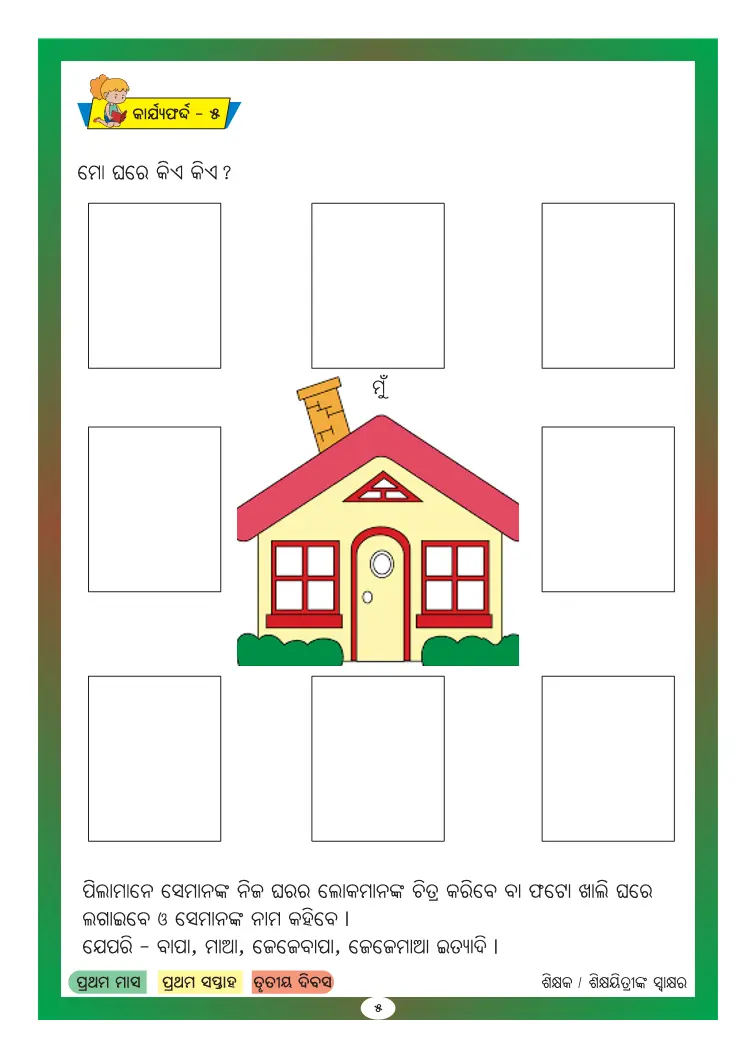 କାର୍ଯ୍ୟଫର୍ଦ୍ଦ - ୫
ମୋ ଘରେ କିଏ କିଏ ?
ମୁଁ
ପିଲାମାନେ ସେମାନଙ୍କ ନିଜ ଘରର ଲୋକମାନଙ୍କ ଚିତ୍ର କରିବେ ବା ଫଟୋ ଖାଲି ଘରେ
ଲଗାଇବେ ଓ ସେମାନଙ୍କ ନାମ କହିବେ ।
ଯେପରି - ବାପା, ମାଆ, ଜେଜେବାପା, ଜେଜେମାଆ ଇତ୍ୟାଦି ।
ପ୍ରଥମ ମାସ ପ୍ରଥମ ସପ୍ତାହ ତୃତୀୟ ଦିବସ ଶିକ୍ଷକ / ଶିକ୍ଷୟିତ୍ରୀଙ୍କ ସ୍ୱାକ୍ଷର
୫